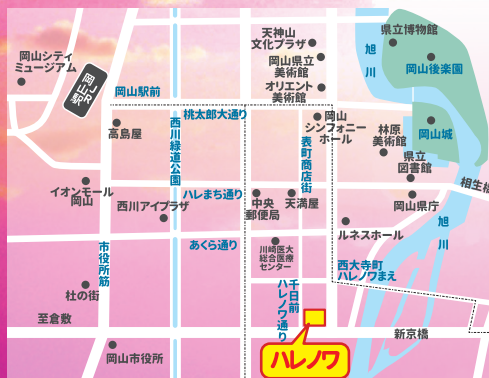 天神山
文化プラザ
県立博物館
旭川
岡山シティ
ミュージアム
JR
岡山駅
岡山県立
美術館
岡山後楽園
岡山駅前
オリエント
美術館
桃太郎大通り
岡山
シンフォニー
ホール
高島屋
西川緑道公園
表町商店街
林原
美術館
岡山城
県立
図書館
イオンモール
岡山
ハレまち通り
相生橋
西川アイプラザ
中央
郵便局
天満屋
岡山県庁
旭川
ルネスホール
市役所筋
あくら通り
川崎医大
総合医療
センター
西大寺町
ハレノワまえ
杜の街
千日前
ハレノワ通り
至倉敷
新京橋
岡山市役所
ハレノワ